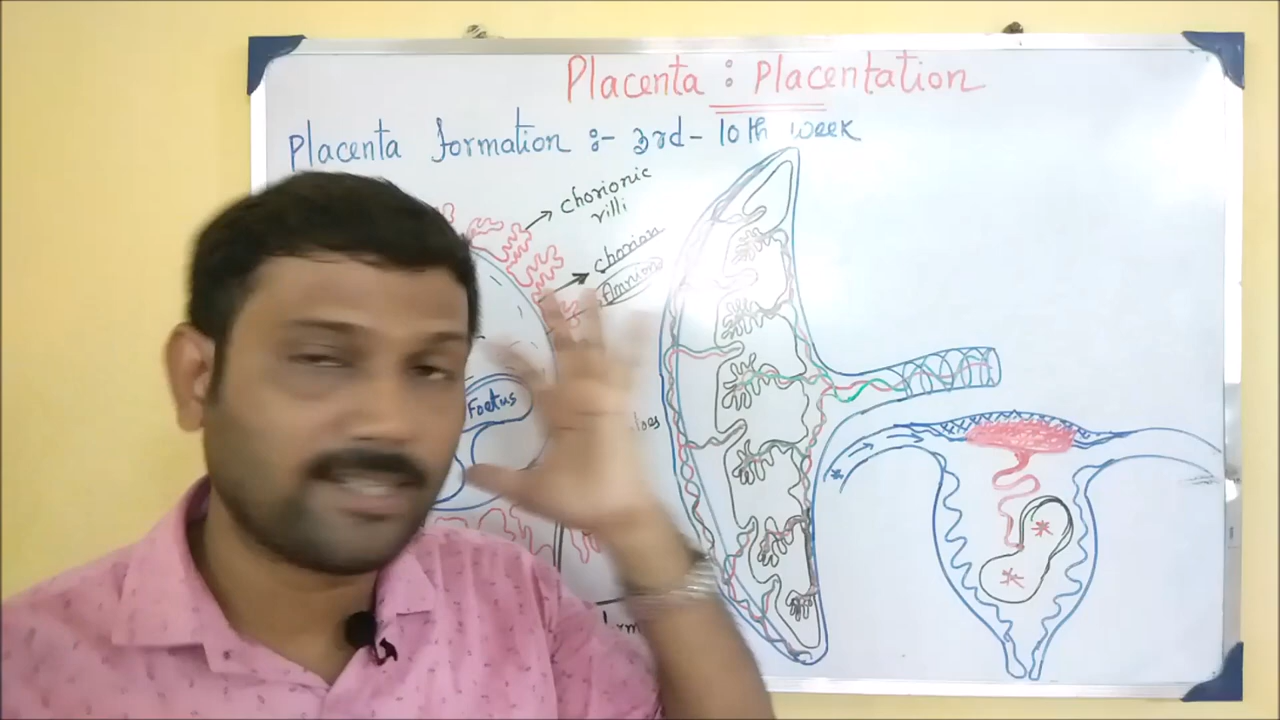 Placenta : Placentation
Placenta formation :- 3rd - 10th week
Chorionic
villi
Chorion
Amnion
Foetus